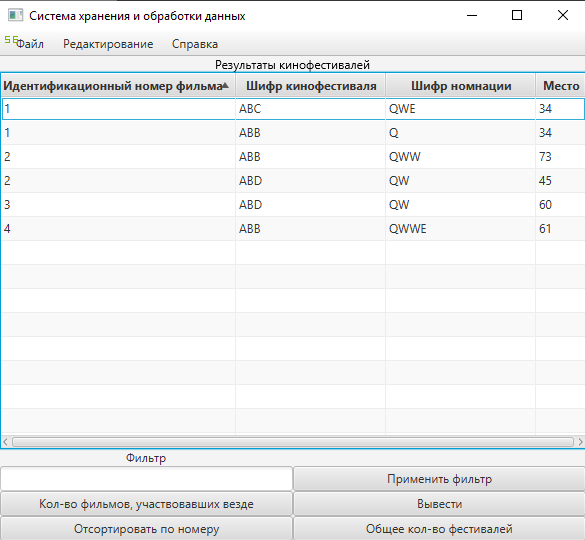 Система хранения и обработки данных
56
Файл Редактирование Справка
Результаты кинофестивалей
Идентификационный номер фильма Шифр кинофестиваля Шифр номнации Место
1 ABC QWE 34
1 ABB Q 34
2 ABB QWW 73
2 ABD QW 45
3 ABD QW 60
4 ABB QWWE 61
Фильтр
Применить фильтр
Кол-во фильмов, участвовавших везде Вывести
Отсортировать по номеру Общее кол-во фестивалей